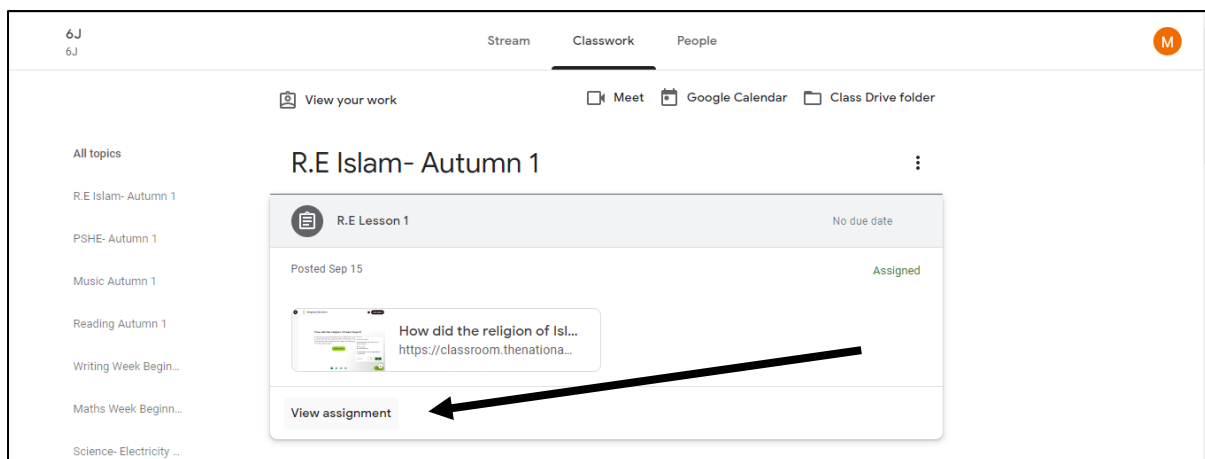 6J
6J
Stream Classwork People
M
View your work
Meet Google Calendar Class Drive folder
All topics
R.E Islam- Autumn 1
PSHE- Autumn 1
Music Autumn 1
Reading Autumn 1
Writing Week Begin...
Maths Week Beginn...
Science- Electricity ...
R.E Islam- Autumn 1
R.E Lesson 1
No due date
Posted Sep 15
Assigned
How did the religion of Isl...
https://classroom.thenationa...
View assignment